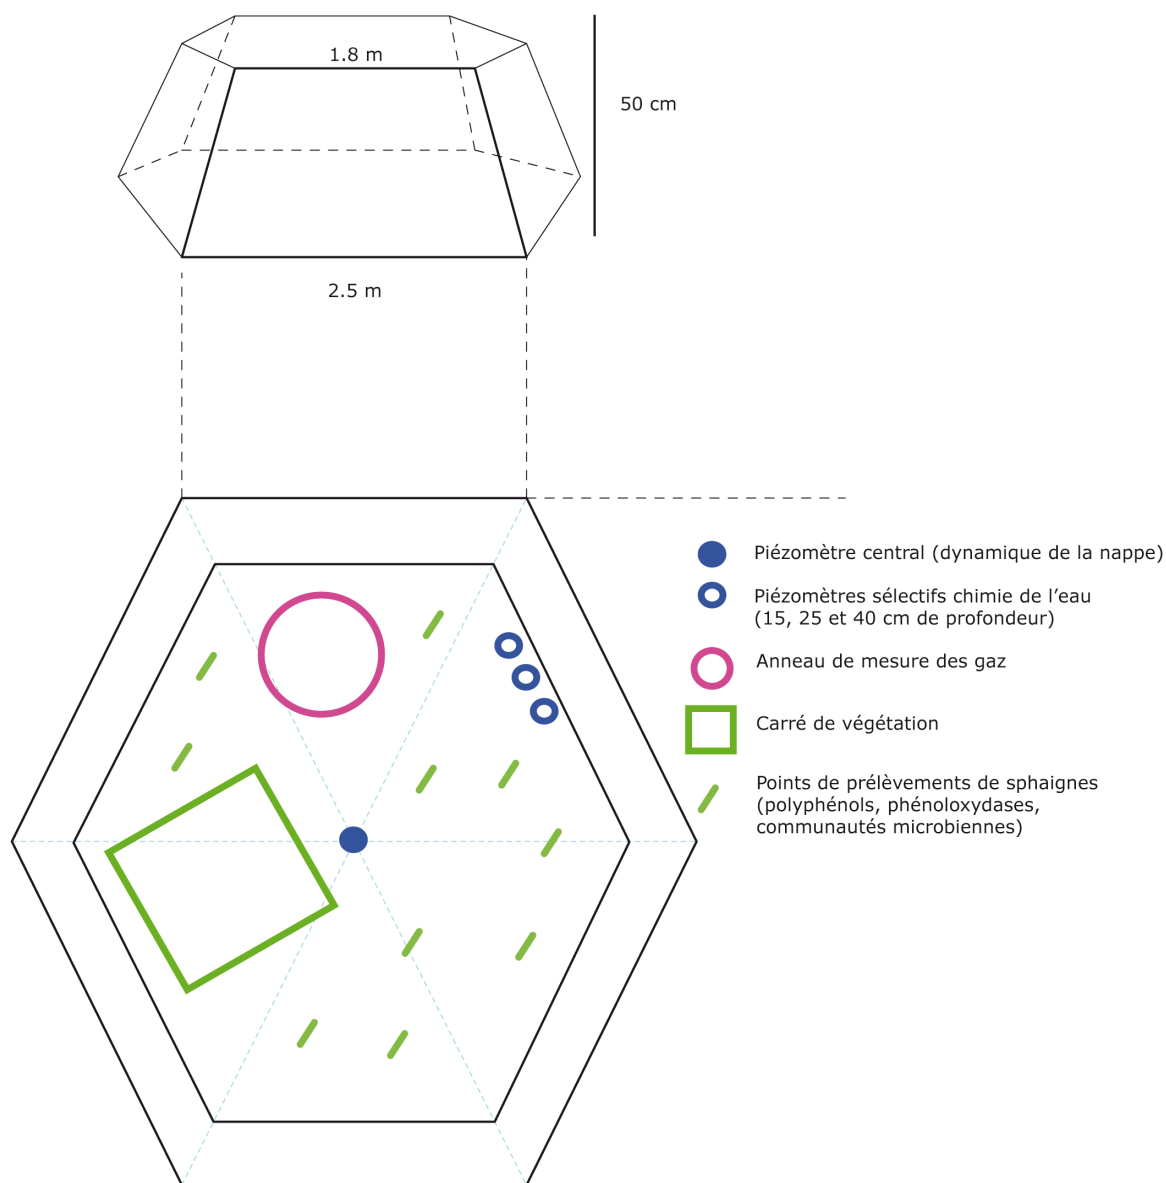 1.8 m
50 cm
2.5 m
Piézomètre central (dynamique de la nappe)
Piézomètres sélectifs chimie de l’eau
(15, 25 et 40 cm de profondeur)
Anneau de mesure des gaz
Carré de végétation
Points de prélèvements de sphaignes
(polyphénols, phénoloxydases,
communautés microbiennes)